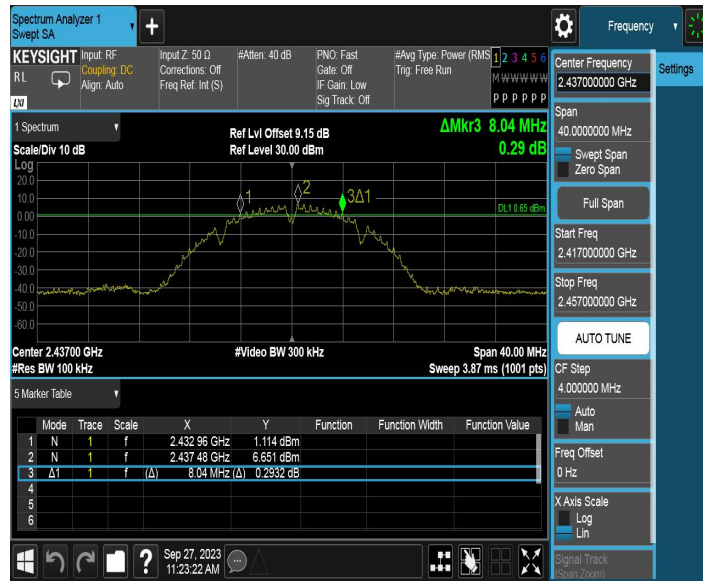 Spectrum Analyzer 1
Swept SA
+
Frequency
KEYSIGHT
RL
LXI
Input: RF
Coupling: DC
Align: Auto
Input Z: 50 Ω
Corrections: Off
Freq Ref: Int (S)
#Atten: 40 dB
PNO: Fast
Gate: Off
IF Gain: Low
Sig Track: Off
#Avg Type: Power (RMS
Trig: Free Run
1 2 3 4 5 6
M W W W W W
P P P P P P
Center Frequency
2.437000000 GHz
Settings
Span
40.0000000 MHz
Swept Span
Zero Span
Full Span
Start Freq
2.417000000 GHz
Stop Freq
2.457000000 GHz
AUTO TUNE
CF Step
4.000000 MHz
Auto
Man
Freq Offset
0 Hz
X Axis Scale
Log
Lin
Signal Track
(Span Zoom)
1 Spectrum
Scale/Div 10 dB
Ref Lvl Offset 9.15 dB
Ref Level 30.00 dBm
ΔMkr3 8.04 MHz
0.29 dB
Log
20.0
10.0
0.00
-10.0
-20.0
-30.0
-40.0
-50.0
-60.0
1
2
3Δ1
DL1 0.65 dBm
Center 2.43700 GHz
#Video BW 300 kHz
Span 40.00 MHz
#Res BW 100 kHz
Sweep 3.87 ms (1001 pts)
5 Marker Table
Mode Trace Scale X Y Function Function Width Function Value
1 N 1 f 2.432 96 GHz 1.114 dBm
2 N 1 f 2.437 48 GHz 6.651 dBm
3 Δ1 1 f (Δ) 8.04 MHz (Δ) 0.2932 dB
4
5
6
?
Sep 27, 2023
11:23:22 AM